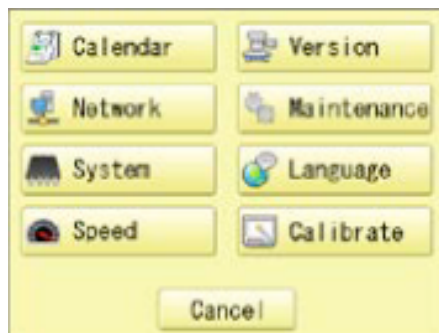 Calendar
Version
Network
Maintenance
System
Language
Speed
Calibrate
Cancel